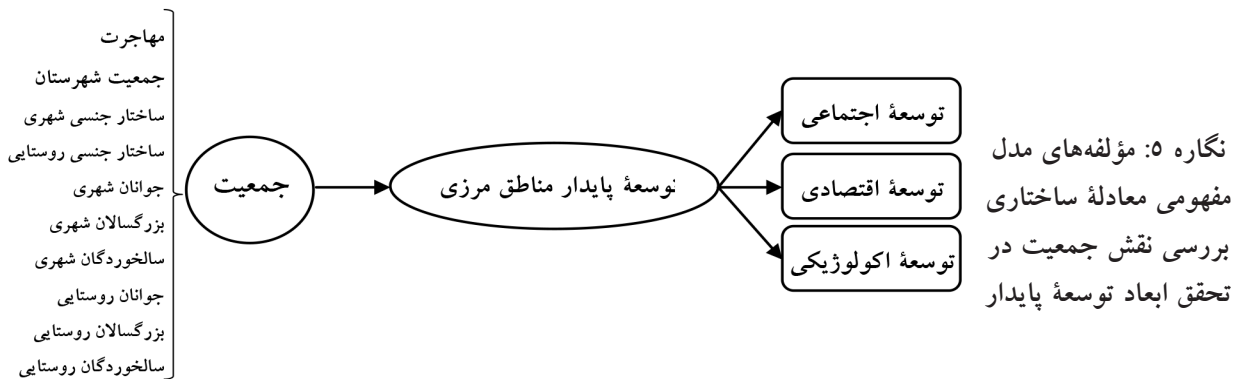 مهاجرت
جمعیت شهرستان
ساختار جنسی شهری
ساختار جنسی روستایی
جوانان شهری
بزرگسالان شهری
سالخوردگان شهری
جوانان روستایی
بزرگسالان روستایی
سالخوردگان روستایی
جمعیت
توسعهٔ پایدار مناطق مرزی
توسعهٔ اجتماعی
توسعهٔ اقتصادی
توسعهٔ اکولوژیکی
نگاره ۵: مؤلفه‌های مدل
مفهومی معادلهٔ ساختاری
بررسی نقش جمعیت در
تحقق ابعاد توسعهٔ پایدار